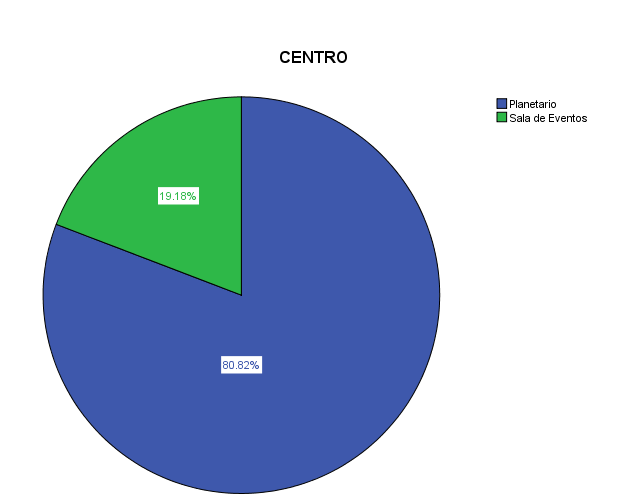 CENTRO
Planetario
Sala de Eventos
19.18%
80.82%